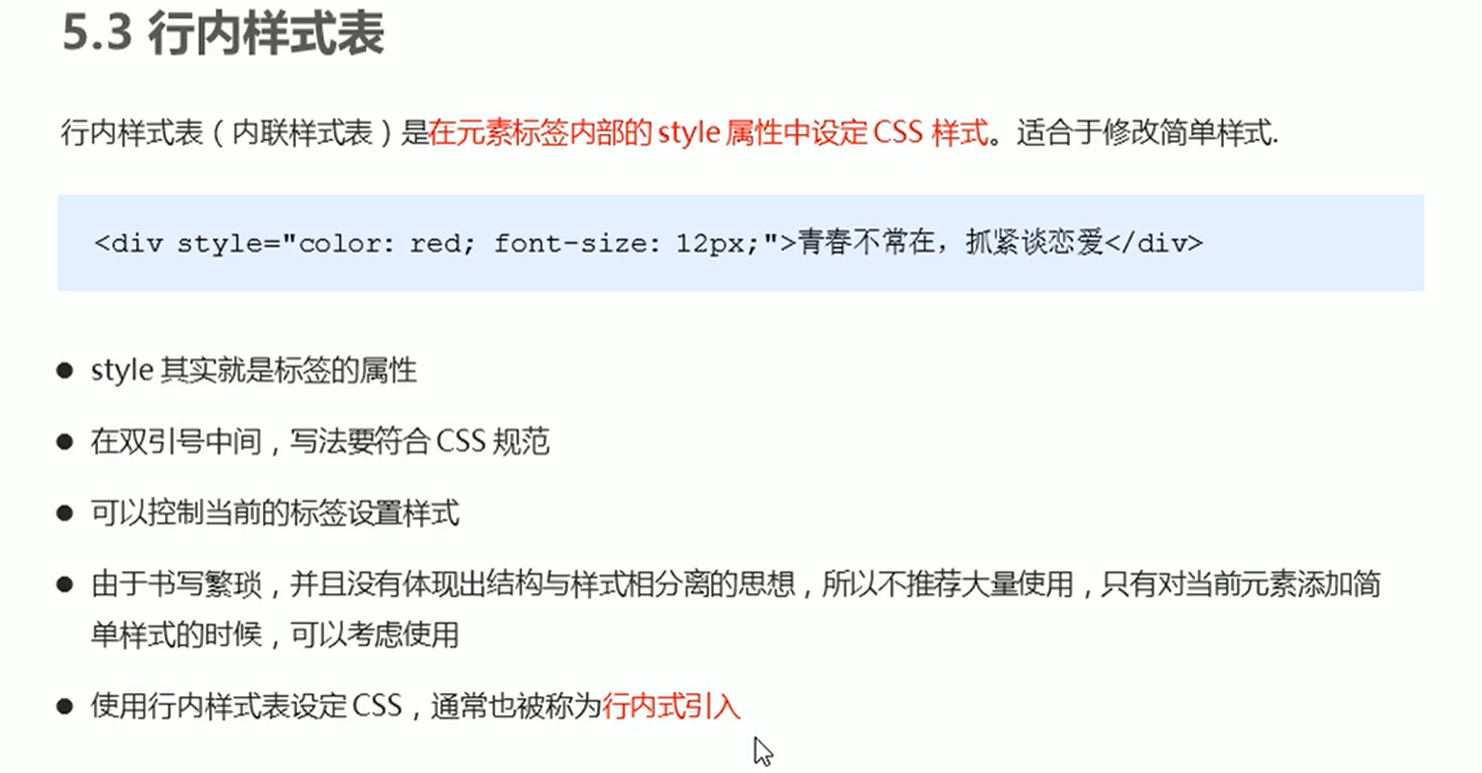 5.3 行内样式表
行内样式表（内联样式表）是在元素标签内部的 style 属性中设定 CSS 样式。适合于修改简单样式.
<div style="color: red; font-size: 12px;">青春不常在，抓紧谈恋爱</div>
● style 其实就是标签的属性
● 在双引号中间，写法要符合 CSS 规范
● 可以控制当前的标签设置样式
● 由于书写繁琐，并且没有体现出结构与样式相分离的思想，所以不推荐大量使用，只有对当前元素添加简
单样式的时候，可以考虑使用
● 使用行内样式表设定 CSS，通常也被称为行内式引入